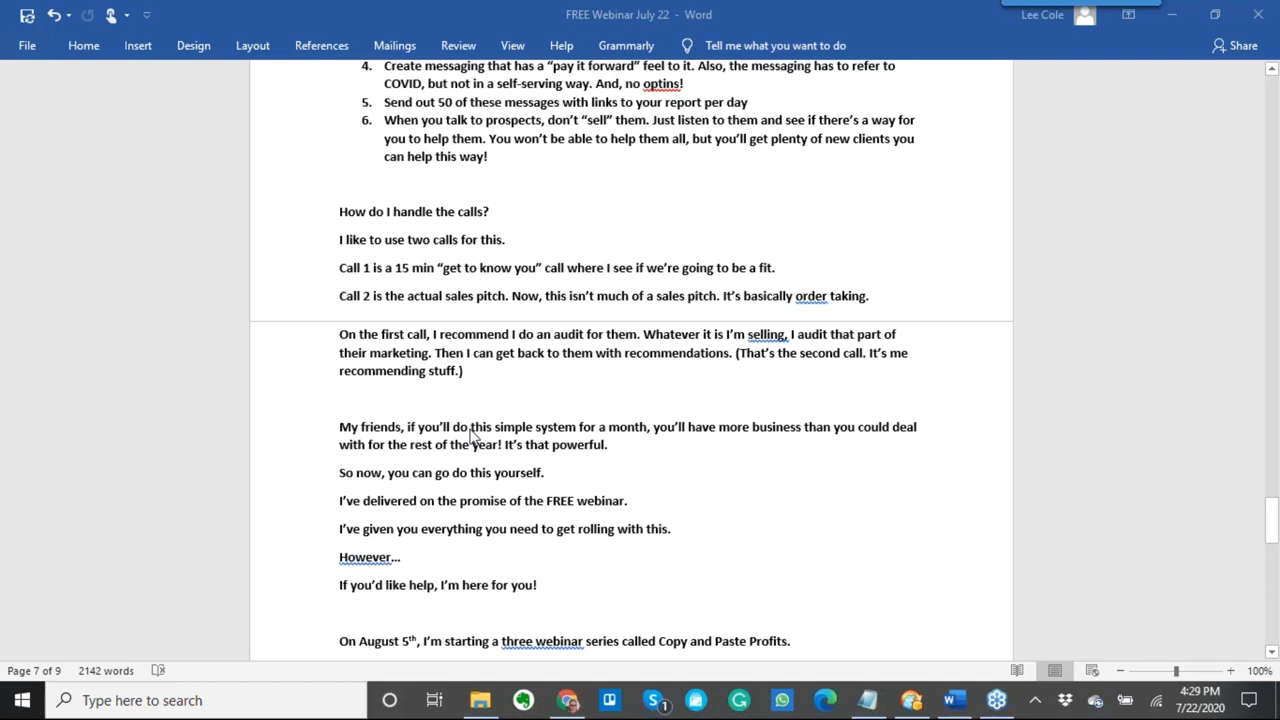 FREE Webinar July 22 - Word
Lee Cole
File Home Insert Design Layout References Mailings Review View Help Grammarly Tell me what you want to do Share
4. Create messaging that has a “pay it forward” feel to it. Also, the messaging has to refer to
COVID, but not in a self-serving way. And, no optins!
5. Send out 50 of these messages with links to your report per day
6. When you talk to prospects, don’t “sell” them. Just listen to them and see if there’s a way for
you to help them. You won’t be able to help them all, but you’ll get plenty of new clients you
can help this way!
How do I handle the calls?
I like to use two calls for this.
Call 1 is a 15 min “get to know you” call where I see if we’re going to be a fit.
Call 2 is the actual sales pitch. Now, this isn’t much of a sales pitch. It’s basically order taking.
On the first call, I recommend I do an audit for them. Whatever it is I’m selling, I audit that part of
their marketing. Then I can get back to them with recommendations. (That’s the second call. It’s me
recommending stuff.)
My friends, if you’ll do this simple system for a month, you’ll have more business than you could deal
with for the rest of the year! It’s that powerful.
So now, you can go do this yourself.
I’ve delivered on the promise of the FREE webinar.
I’ve given you everything you need to get rolling with this.
However…
If you’d like help, I’m here for you!
On August 5th, I’m starting a three webinar series called Copy and Paste Profits.
Page 7 of 9 2142 words 100%
Type here to search
4:29 PM
7/22/2020